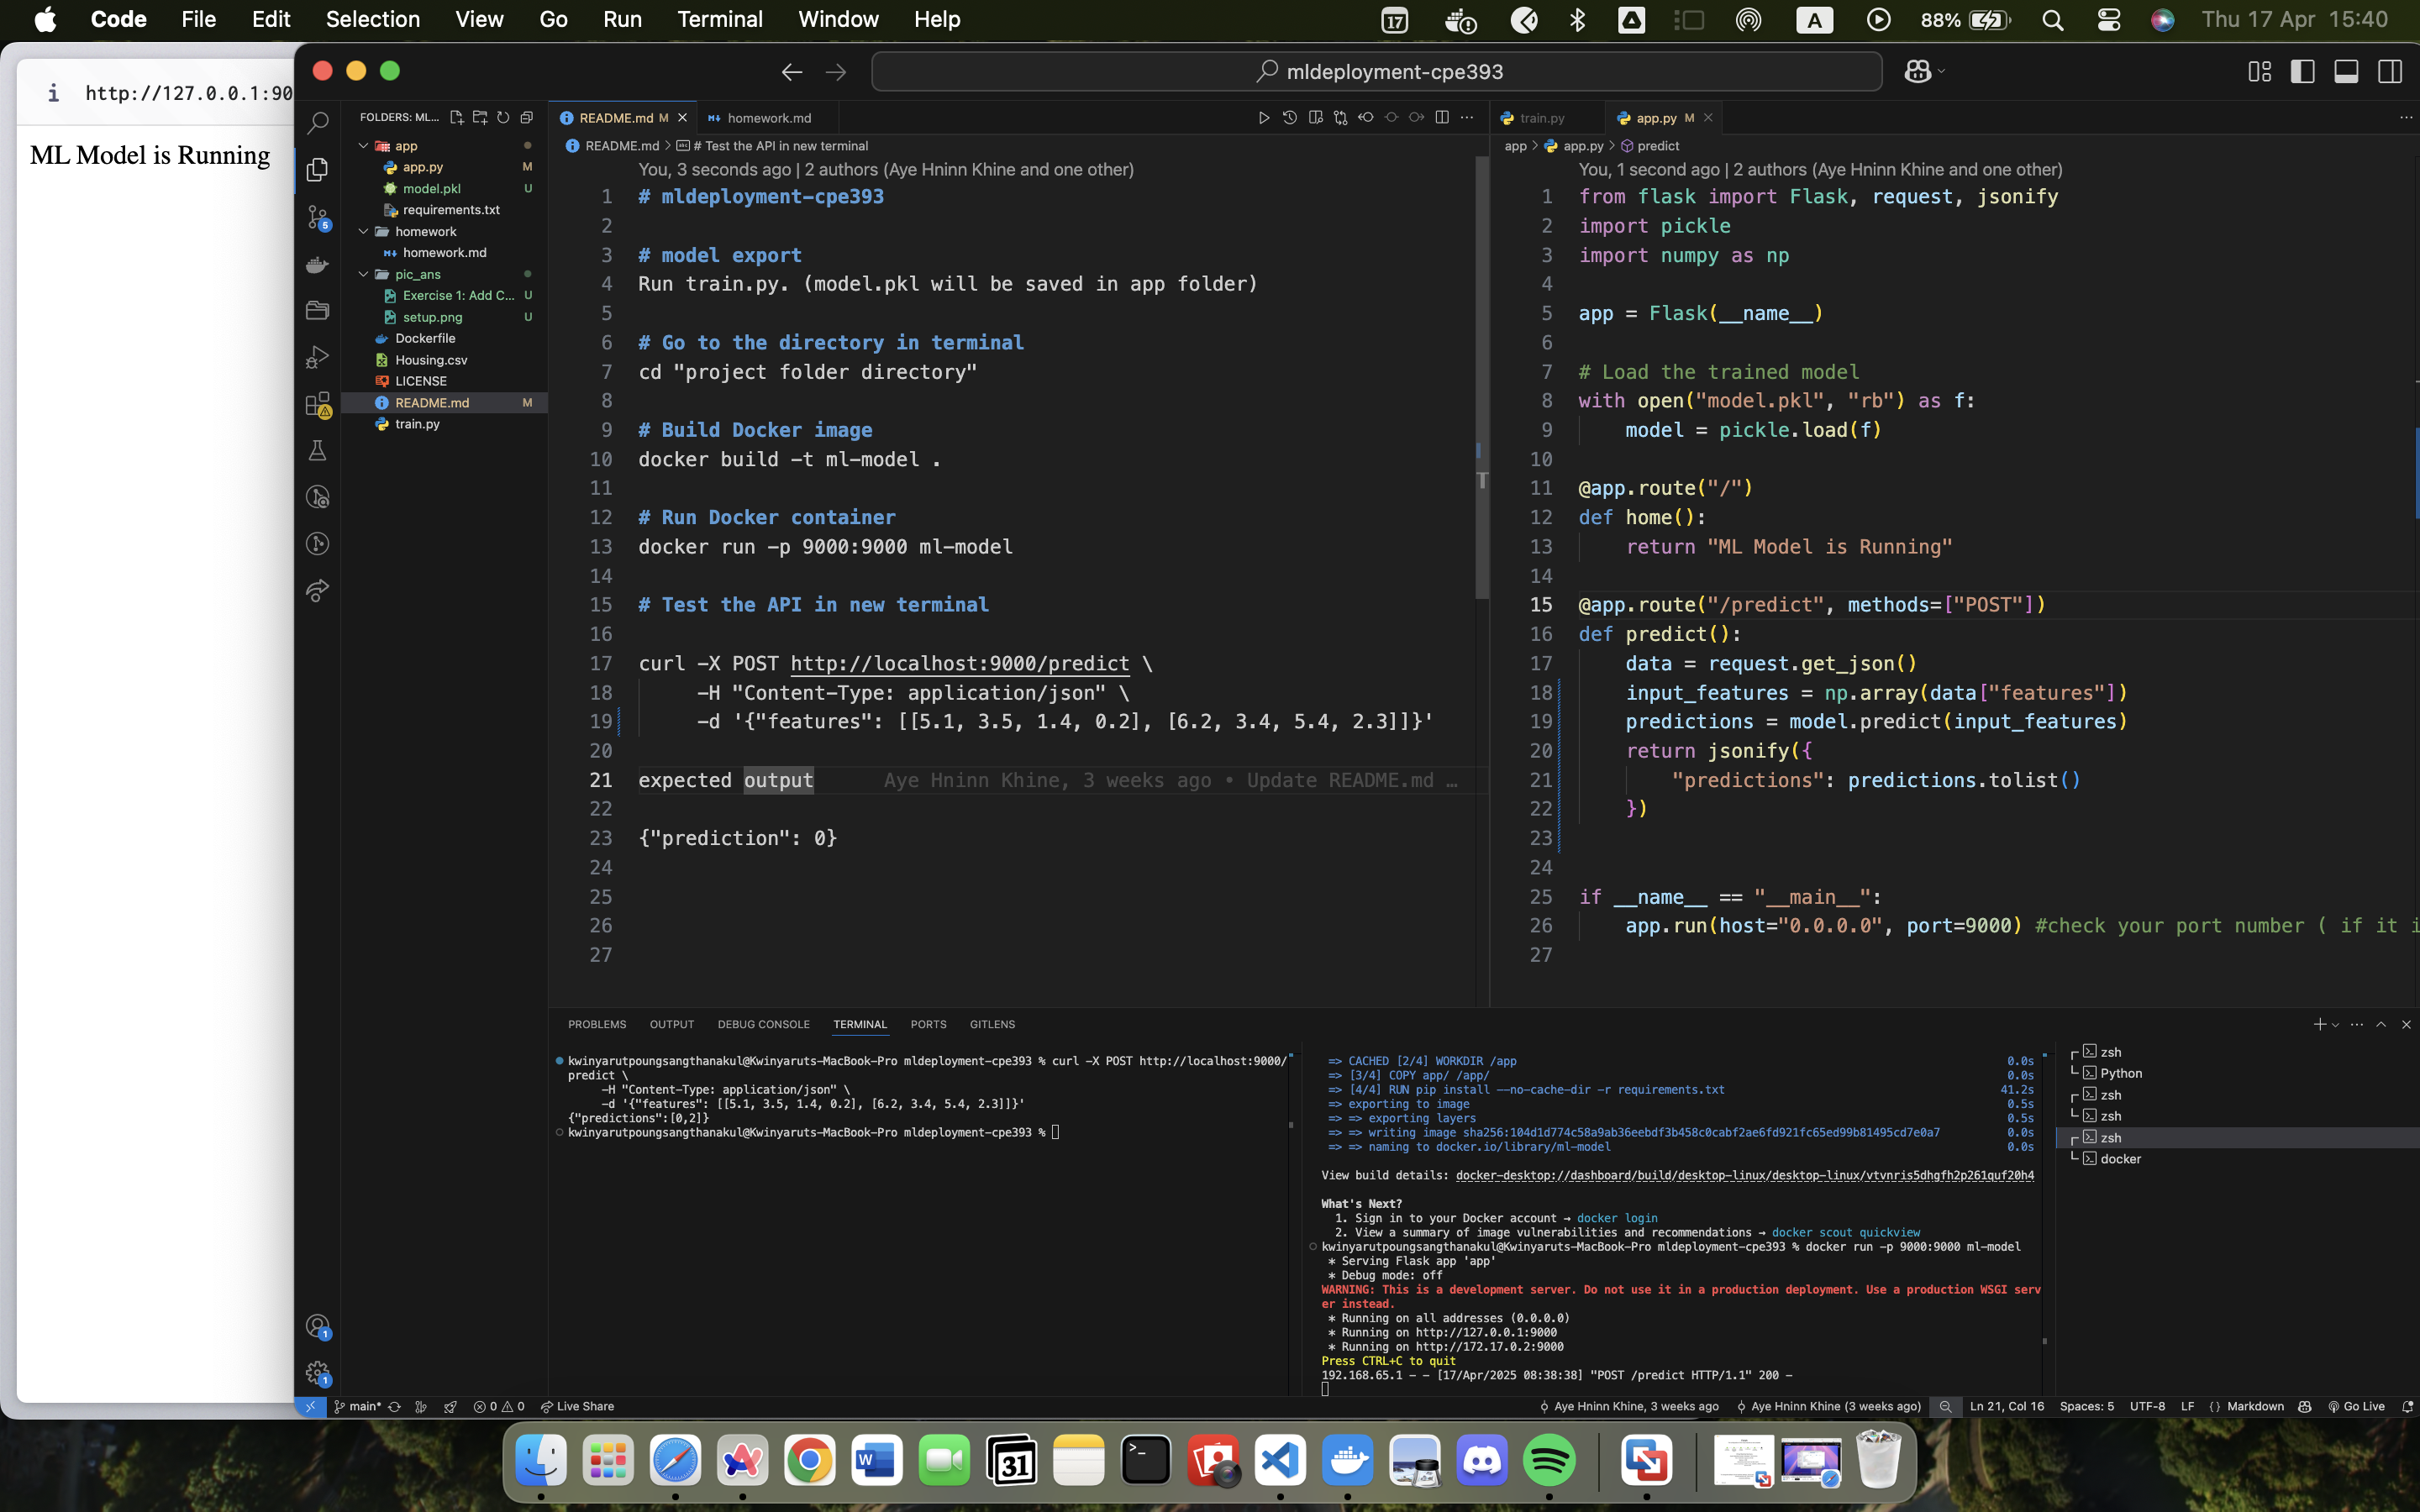 Code File Edit Selection View Go Run Terminal Window Help
17 A 88% Thu 17 Apr 15:40
http://127.0.0.1:90
ML Model is Running
mldeployment-cpe393
FOLDERS: ML...
app
app.py M
model.pkl U
requirements.txt
homework
homework.md
pic_ans
Exercise 1: Add C... U
setup.png U
Dockerfile
Housing.csv
LICENSE
README.md M
train.py
5
README.md M
homework.md
README.md > # Test the API in new terminal
You, 3 seconds ago | 2 authors (Aye Hninn Khine and one other)
1 # mldeployment-cpe393
2
3 # model export
4 Run train.py. (model.pkl will be saved in app folder)
5
6 # Go to the directory in terminal
7 cd "project folder directory"
8
9 # Build Docker image
10 docker build -t ml-model .
11
12 # Run Docker container
13 docker run -p 9000:9000 ml-model
14
15 # Test the API in new terminal
16
17 curl -X POST http://localhost:9000/predict \
18 -H "Content-Type: application/json" \
19 -d '{"features": [[5.1, 3.5, 1.4, 0.2], [6.2, 3.4, 5.4, 2.3]]}'
20
21 expected output Aye Hninn Khine, 3 weeks ago • Update README.md …
22
23 {"prediction": 0}
24
25
26
27
train.py
app.py M
app > app.py > predict
You, 1 second ago | 2 authors (Aye Hninn Khine and one other)
1 from flask import Flask, request, jsonify
2 import pickle
3 import numpy as np
4
5 app = Flask(__name__)
6
7 # Load the trained model
8 with open("model.pkl", "rb") as f:
9 model = pickle.load(f)
10
11 @app.route("/")
12 def home():
13 return "ML Model is Running"
14
15 @app.route("/predict", methods=["POST"])
16 def predict():
17 data = request.get_json()
18 input_features = np.array(data["features"])
19 predictions = model.predict(input_features)
20 return jsonify({
21 "predictions": predictions.tolist()
22 })
23
24
25 if __name__ == "__main__":
26 app.run(host="0.0.0.0", port=9000) #check your port number ( if it i
27
PROBLEMS OUTPUT DEBUG CONSOLE TERMINAL PORTS GITLENS
kwinyarutpoungsangthanakul@Kwinyaruts-MacBook-Pro mldeployment-cpe393 % curl -X POST http://localhost:9000/
predict \
-H "Content-Type: application/json" \
-d '{"features": [[5.1, 3.5, 1.4, 0.2], [6.2, 3.4, 5.4, 2.3]]}'
{"predictions":[0,2]}
kwinyarutpoungsangthanakul@Kwinyaruts-MacBook-Pro mldeployment-cpe393 %
=> CACHED [2/4] WORKDIR /app 0.0s
=> [3/4] COPY app/ /app/ 0.0s
=> [4/4] RUN pip install --no-cache-dir -r requirements.txt 41.2s
=> exporting to image 0.5s
=> => exporting layers 0.5s
=> => writing image sha256:104d1d774c58a9ab36eebdf3b458c0cabf2ae6fd921fc65ed99b81495cd7e0a7 0.0s
=> => naming to docker.io/library/ml-model 0.0s
View build details: docker-desktop://dashboard/build/desktop-linux/desktop-linux/vtvnris5dhgfh2p261quf20h4
What's Next?
1. Sign in to your Docker account → docker login
2. View a summary of image vulnerabilities and recommendations → docker scout quickview
kwinyarutpoungsangthanakul@Kwinyaruts-MacBook-Pro mldeployment-cpe393 % docker run -p 9000:9000 ml-model
* Serving Flask app 'app'
* Debug mode: off
WARNING: This is a development server. Do not use it in a production deployment. Use a production WSGI serv
er instead.
* Running on all addresses (0.0.0.0)
* Running on http://127.0.0.1:9000
* Running on http://172.17.0.2:9000
Press CTRL+C to quit
192.168.65.1 - - [17/Apr/2025 08:38:38] "POST /predict HTTP/1.1" 200 -
zsh
Python
zsh
zsh
zsh
docker
1
1
main* 0 0 Live Share
Aye Hninn Khine, 3 weeks ago Aye Hninn Khine (3 weeks ago) Ln 21, Col 16 Spaces: 5 UTF-8 LF {} Markdown Go Live
31